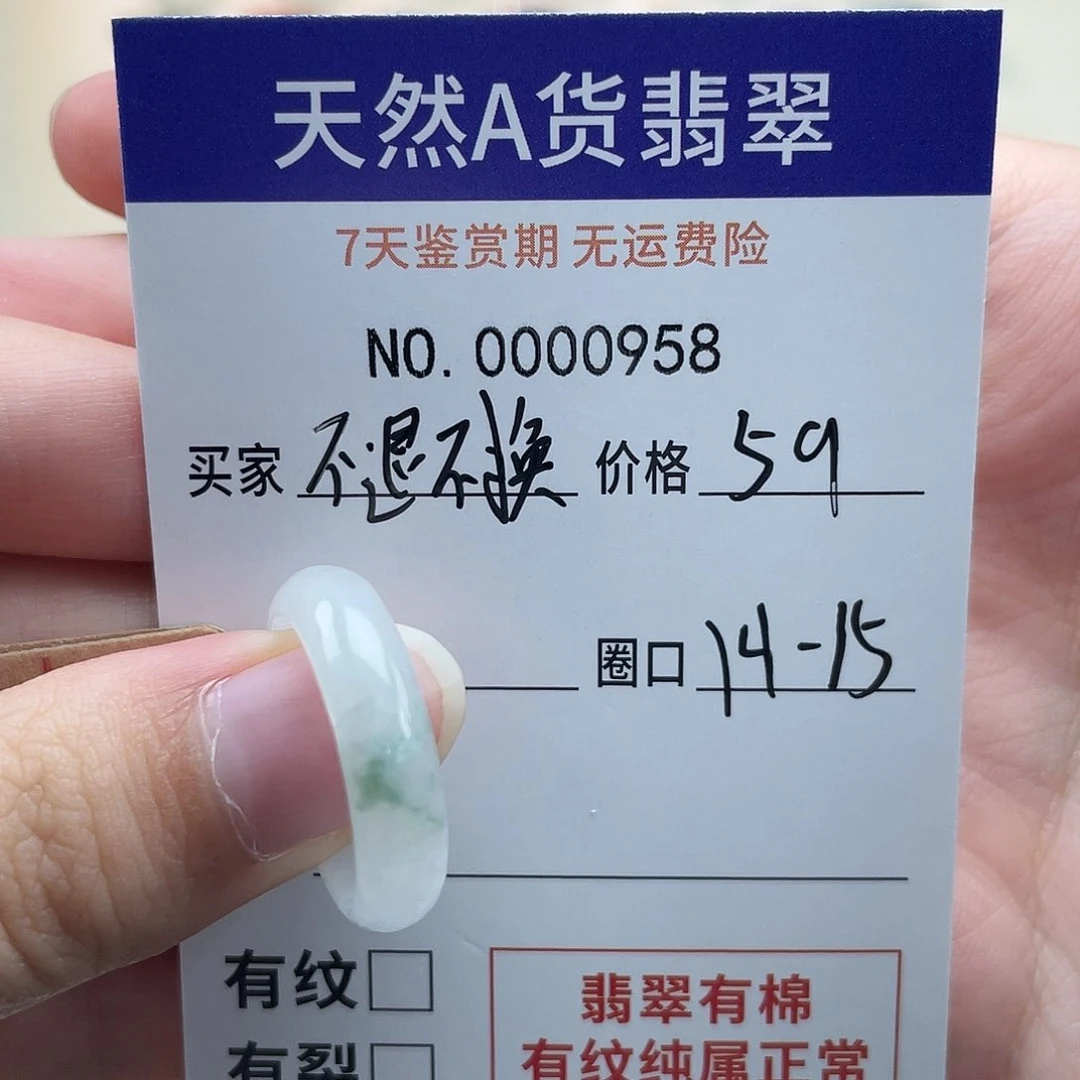 天然A货翡翠
7天鉴赏期 无运费险
NO. 0000958
买家 不退不换 价格 59
圈口 14-15
有纹
翡翠有棉
有裂
有纹纯属正常